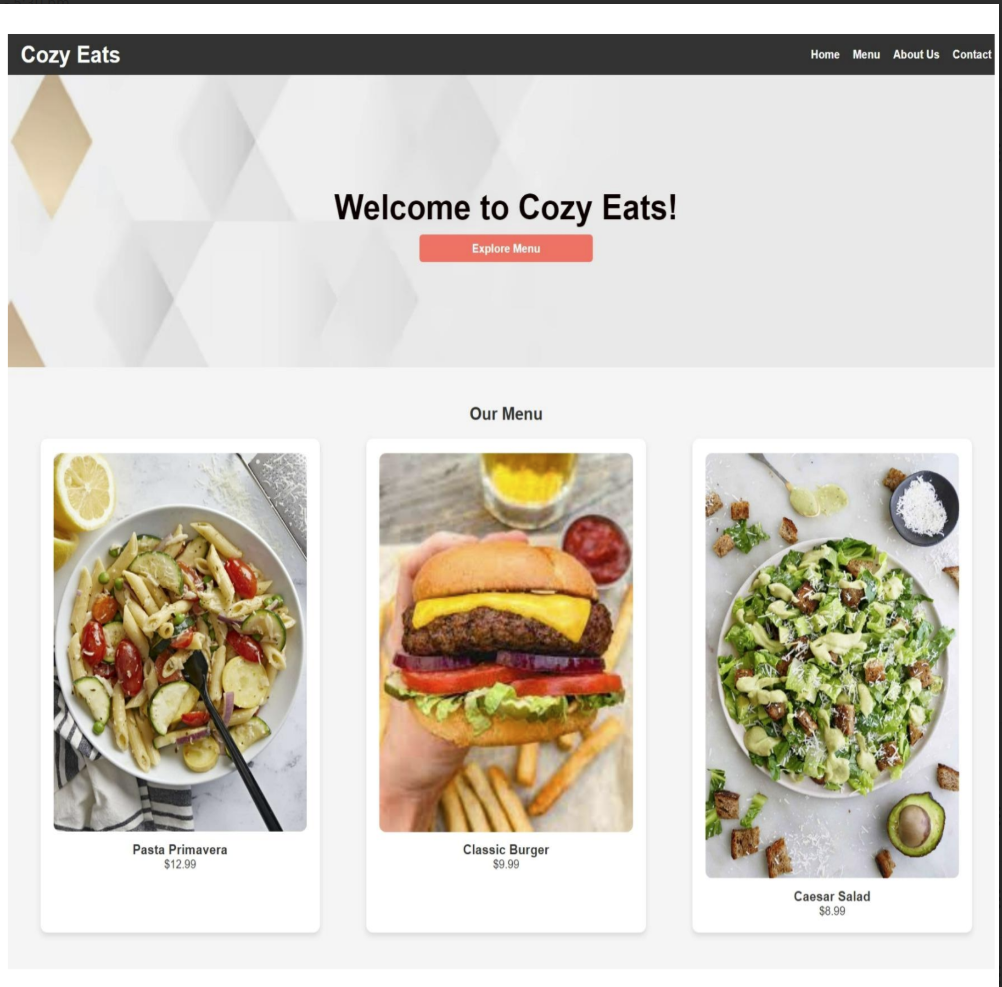 Cozy Eats
Home Menu About Us Contact
Welcome to Cozy Eats!
Explore Menu
Our Menu
Pasta Primavera
$12.99
Classic Burger
$9.99
Caesar Salad
$8.99